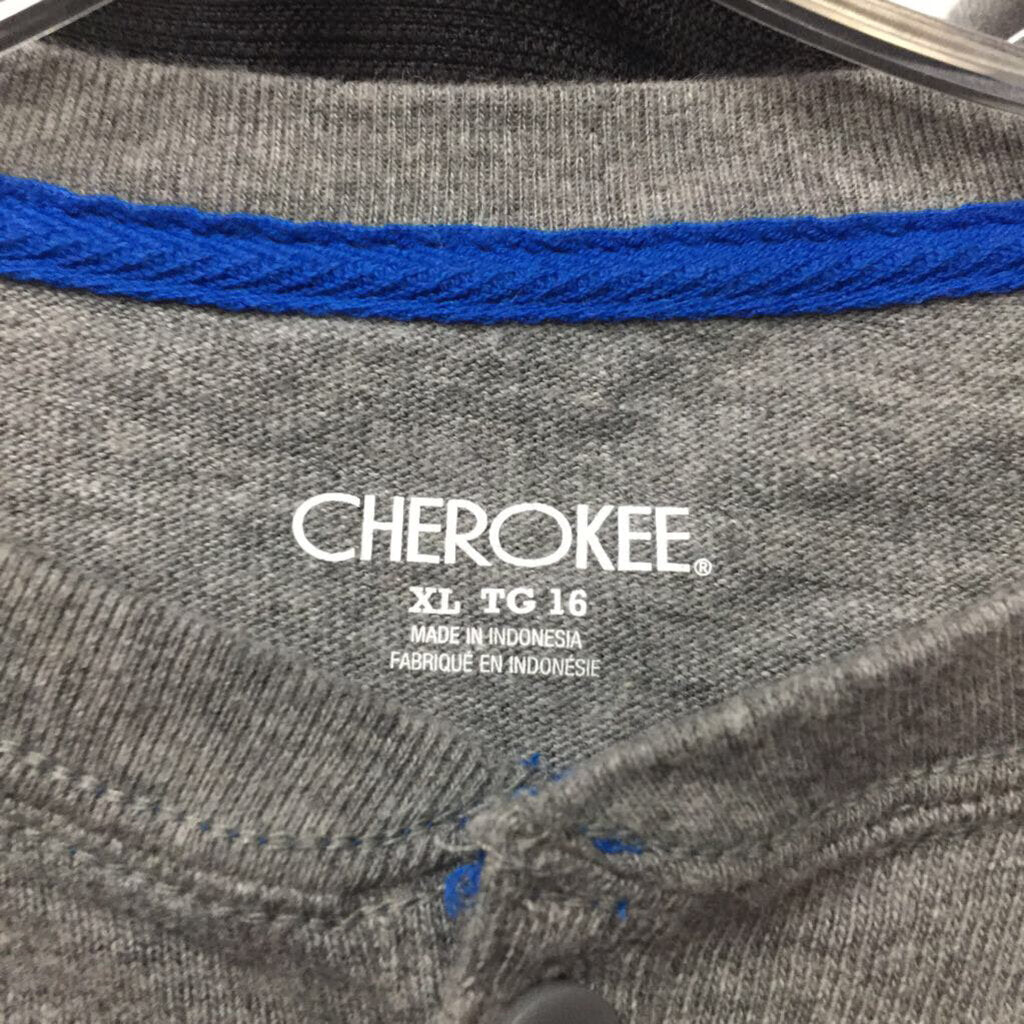 CHEROKEE®
XL TG 16
MADE IN INDONESIA
FABRIQUÉ EN INDONÉSIE